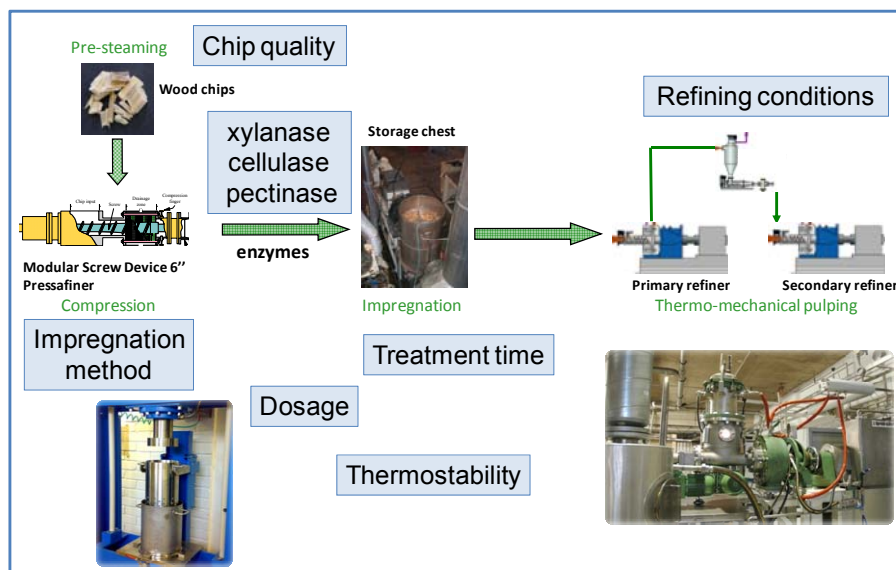 Pre-steaming
Chip quality
Wood chips
xylanase
cellulase
pectinase
Storage chest
Refining conditions
Chip input
Screw
Drainage
zone
Compression
finger
enzymes
Modular Screw Device 6’’
Pressafiner
Compression
Impregnation
Primary refiner
Secondary refiner
Thermo-mechanical pulping
Impregnation
method
Treatment time
Dosage
Thermostability